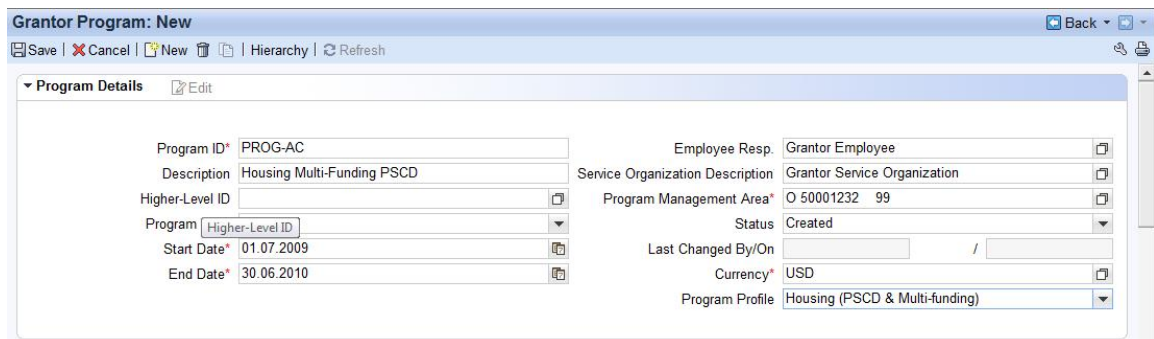 Grantor Program: New
Back
Save | Cancel | New | Hierarchy | Refresh
Program Details Edit
Program ID* PROG-AC
Employee Resp. Grantor Employee
Description Housing Multi-Funding PSCD
Service Organization Description Grantor Service Organization
Higher-Level ID
Program Management Area* O 50001232 99
Program
Higher-Level ID
Status Created
Start Date* 01.07.2009
Last Changed By/On /
End Date* 30.06.2010
Currency* USD
Program Profile Housing (PSCD & Multi-funding)